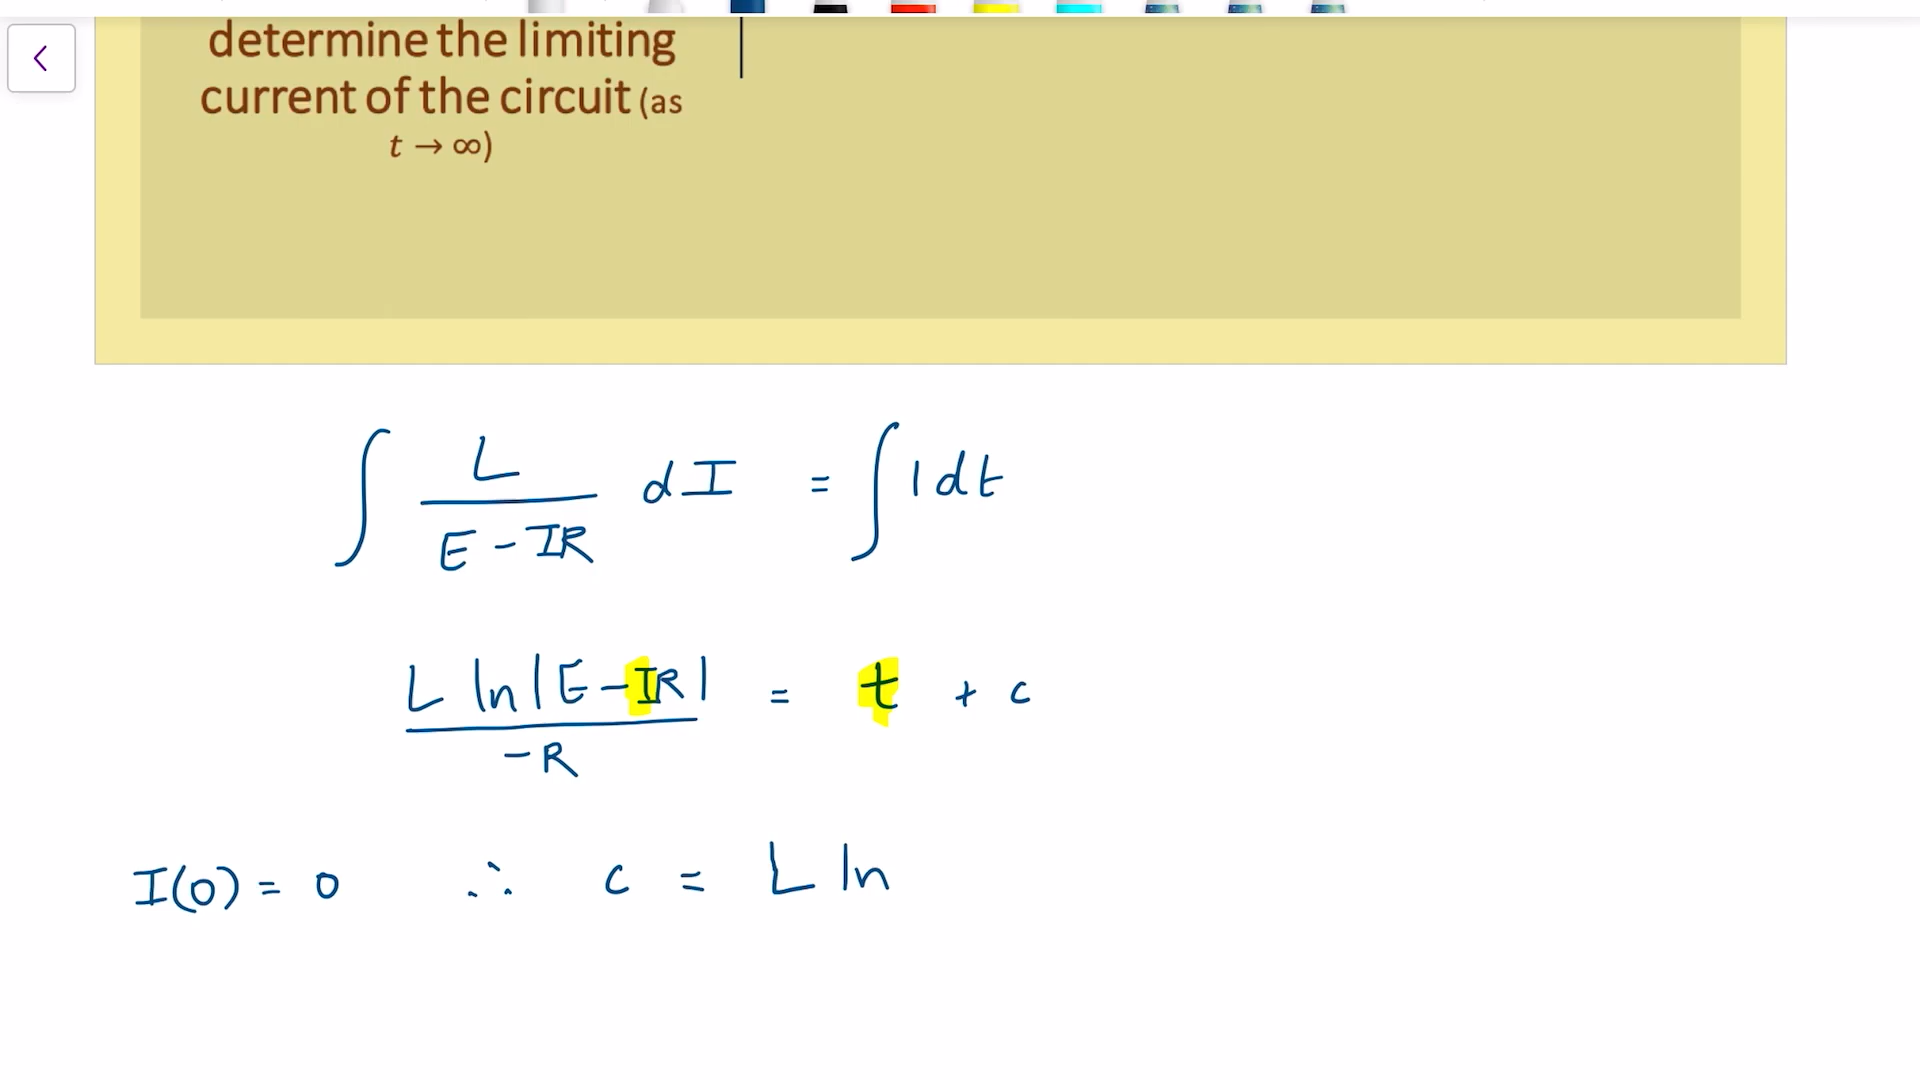 determine the limiting
current of the circuit (as
t → ∞)
∫ L / (E - IR) dI = ∫ 1 dt
L ln|E - IR| / -R = t + c
I(0) = 0 ∴ c = L ln